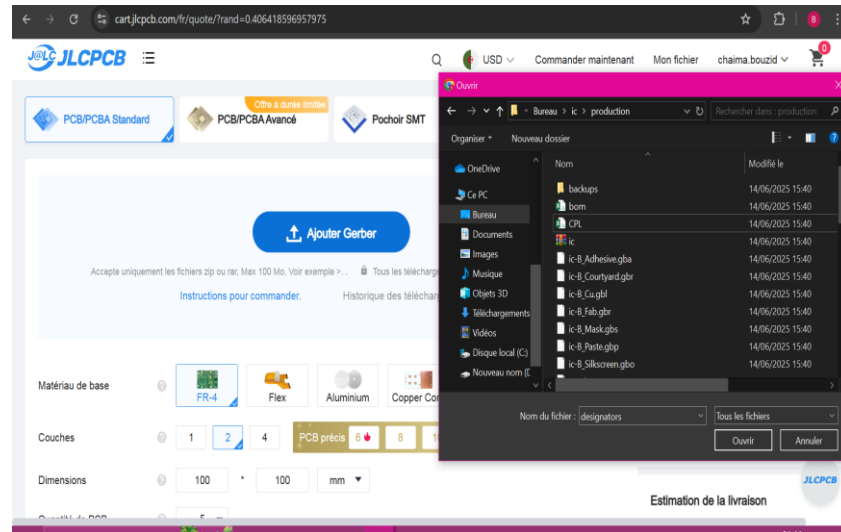 cart.jlcpcb.com/fr/quote/?rand=0.406418596957975
8
J@LC JLCPCB
USD
Commander maintenant
Mon fichier
chaima.bouzid
0
PCB/PCBA Standard
Offre à durée limitée
PCB/PCBA Avancé
Pochoir SMT
Ajouter Gerber
Accepte uniquement les fichiers zip ou rar, Max 100 Mo, Voir exemple >. . Tous les télécharg
Instructions pour commander.
Historique des téléchar
Matériau de base
FR-4
Flex
Aluminium
Copper Cor
Couches
1
2
4
PCB précis
6
8
Dimensions
100 * 100 mm
5
Estimation de la livraison
JLCPCB
Ouvrir
Bureau > ic > production
Rechercher dans : production
Organiser
Nouveau dossier
OneDrive
Ce PC
Bureau
Documents
Images
Musique
Objets 3D
Téléchargements
Vidéos
Disque local (C:)
Nouveau nom (D
Nom
Modifié le
backups 14/06/2025 15:40
bom 14/06/2025 15:40
CPL 14/06/2025 15:40
ic 14/06/2025 15:40
ic-B_Adhesive.gba 14/06/2025 15:40
ic-B_Courtyard.gbr 14/06/2025 15:40
ic-B_Cu.gbl 14/06/2025 15:40
ic-B_Fab.gbr 14/06/2025 15:40
ic-B_Mask.gbs 14/06/2025 15:40
ic-B_Paste.gbp 14/06/2025 15:40
ic-B_Silkscreen.gbo 14/06/2025 15:40
Nom du fichier : designators
Tous les fichiers
Ouvrir
Annuler